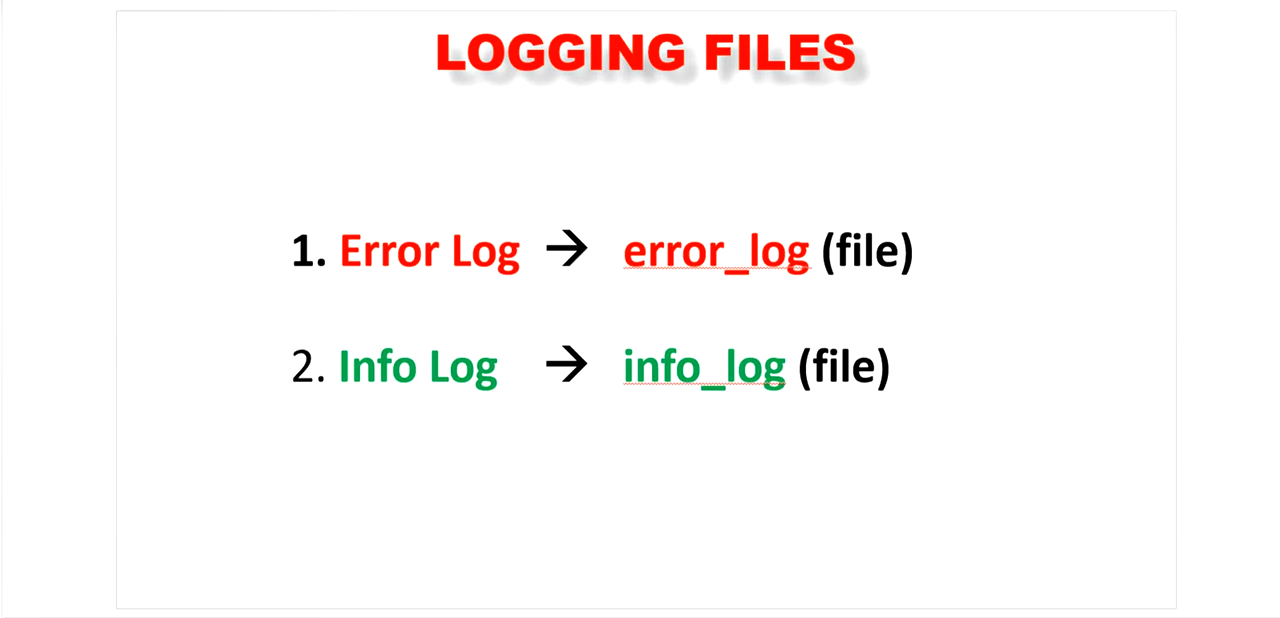 LOGGING FILES
1. Error Log → error_log (file)
2. Info Log → info_log (file)